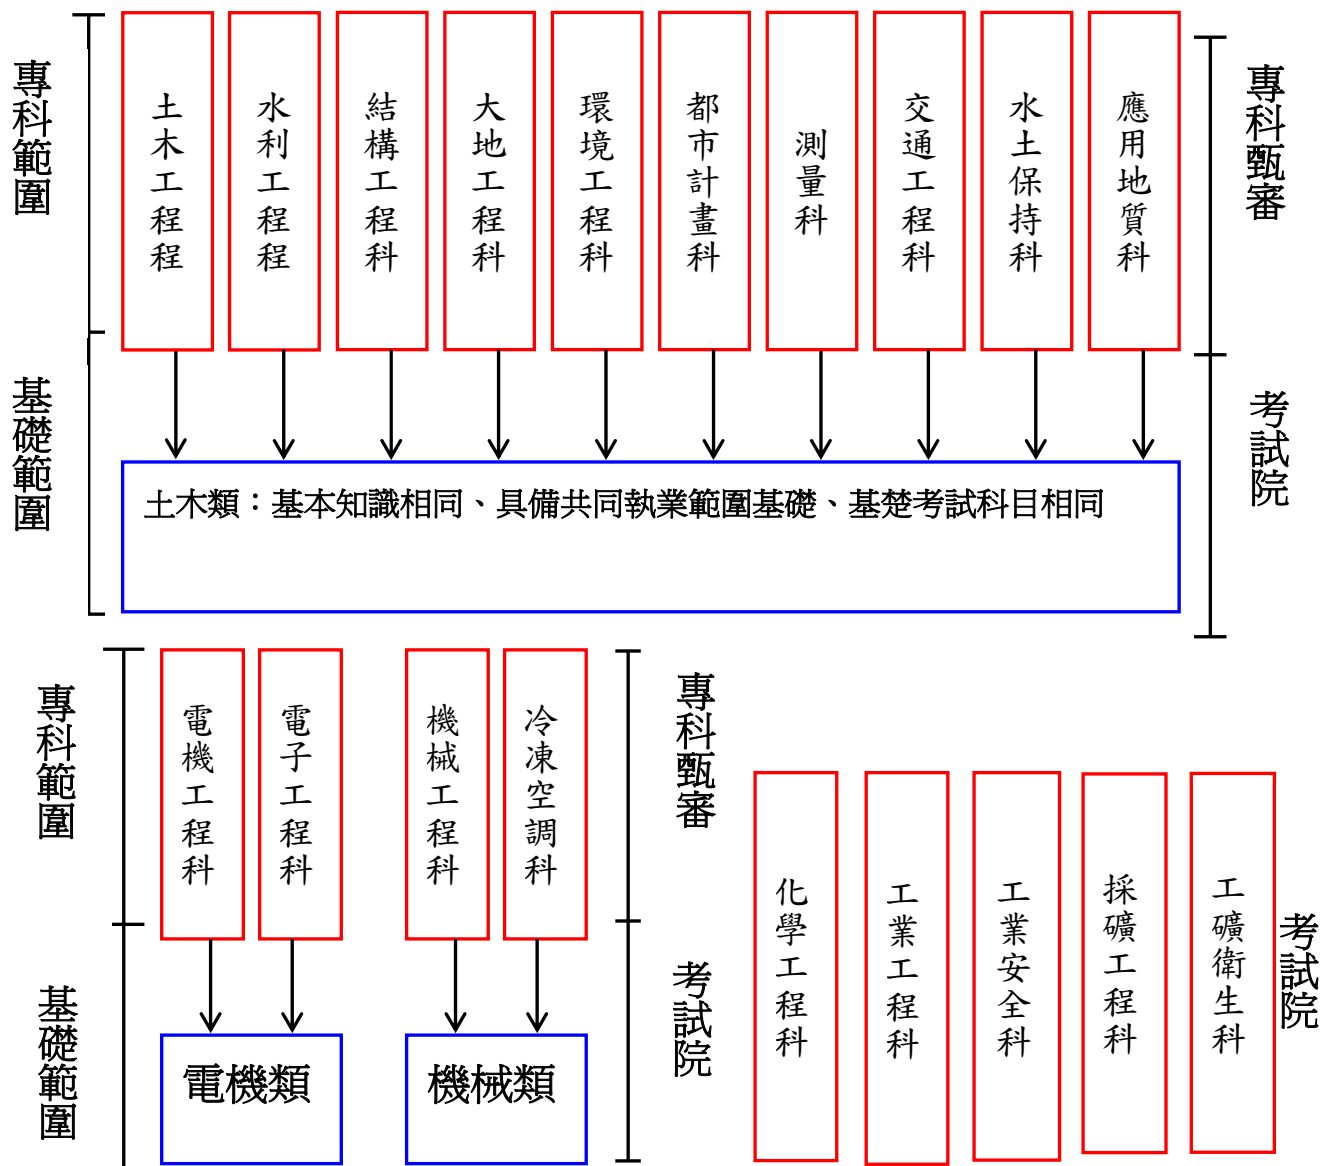 專科範圍
土木工程程
水利工程程
結構工程科
大地工程科
環境工程科
都市計畫科
測量科
交通工程科
水土保持科
應用地質科
專科甄審
基礎範圍
土木類：基本知識相同、具備共同執業範圍基礎、基楚考試科目相同
考試院
專科範圍
電機工程科
電子工程科
機械工程科
冷凍空調科
專科甄審
基礎範圍
電機類
機械類
考試院
化學工程科
工業工程科
工業安全科
採礦工程科
工礦衛生科
考試院